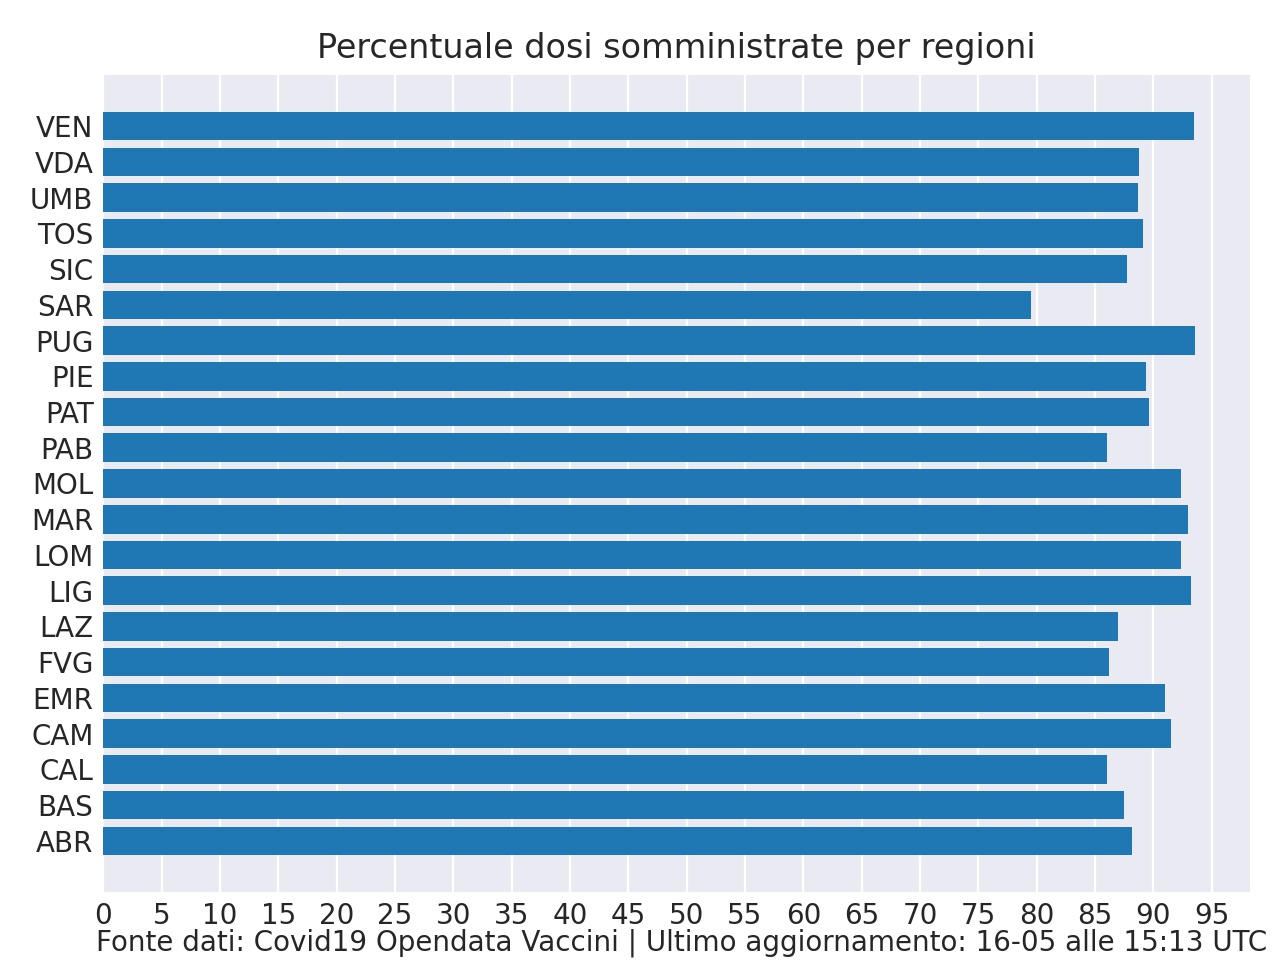 Percentuale dosi somministrate per regioni
VEN
VDA
UMB
TOS
SIC
SAR
PUG
PIE
PAT
PAB
MOL
MAR
LOM
LIG
LAZ
FVG
EMR
CAM
CAL
BAS
ABR
0 5 10 15 20 25 30 35 40 45 50 55 60 65 70 75 80 85 90 95
Fonte dati: Covid19 Opendata Vaccini | Ultimo aggiornamento: 16-05 alle 15:13 UTC